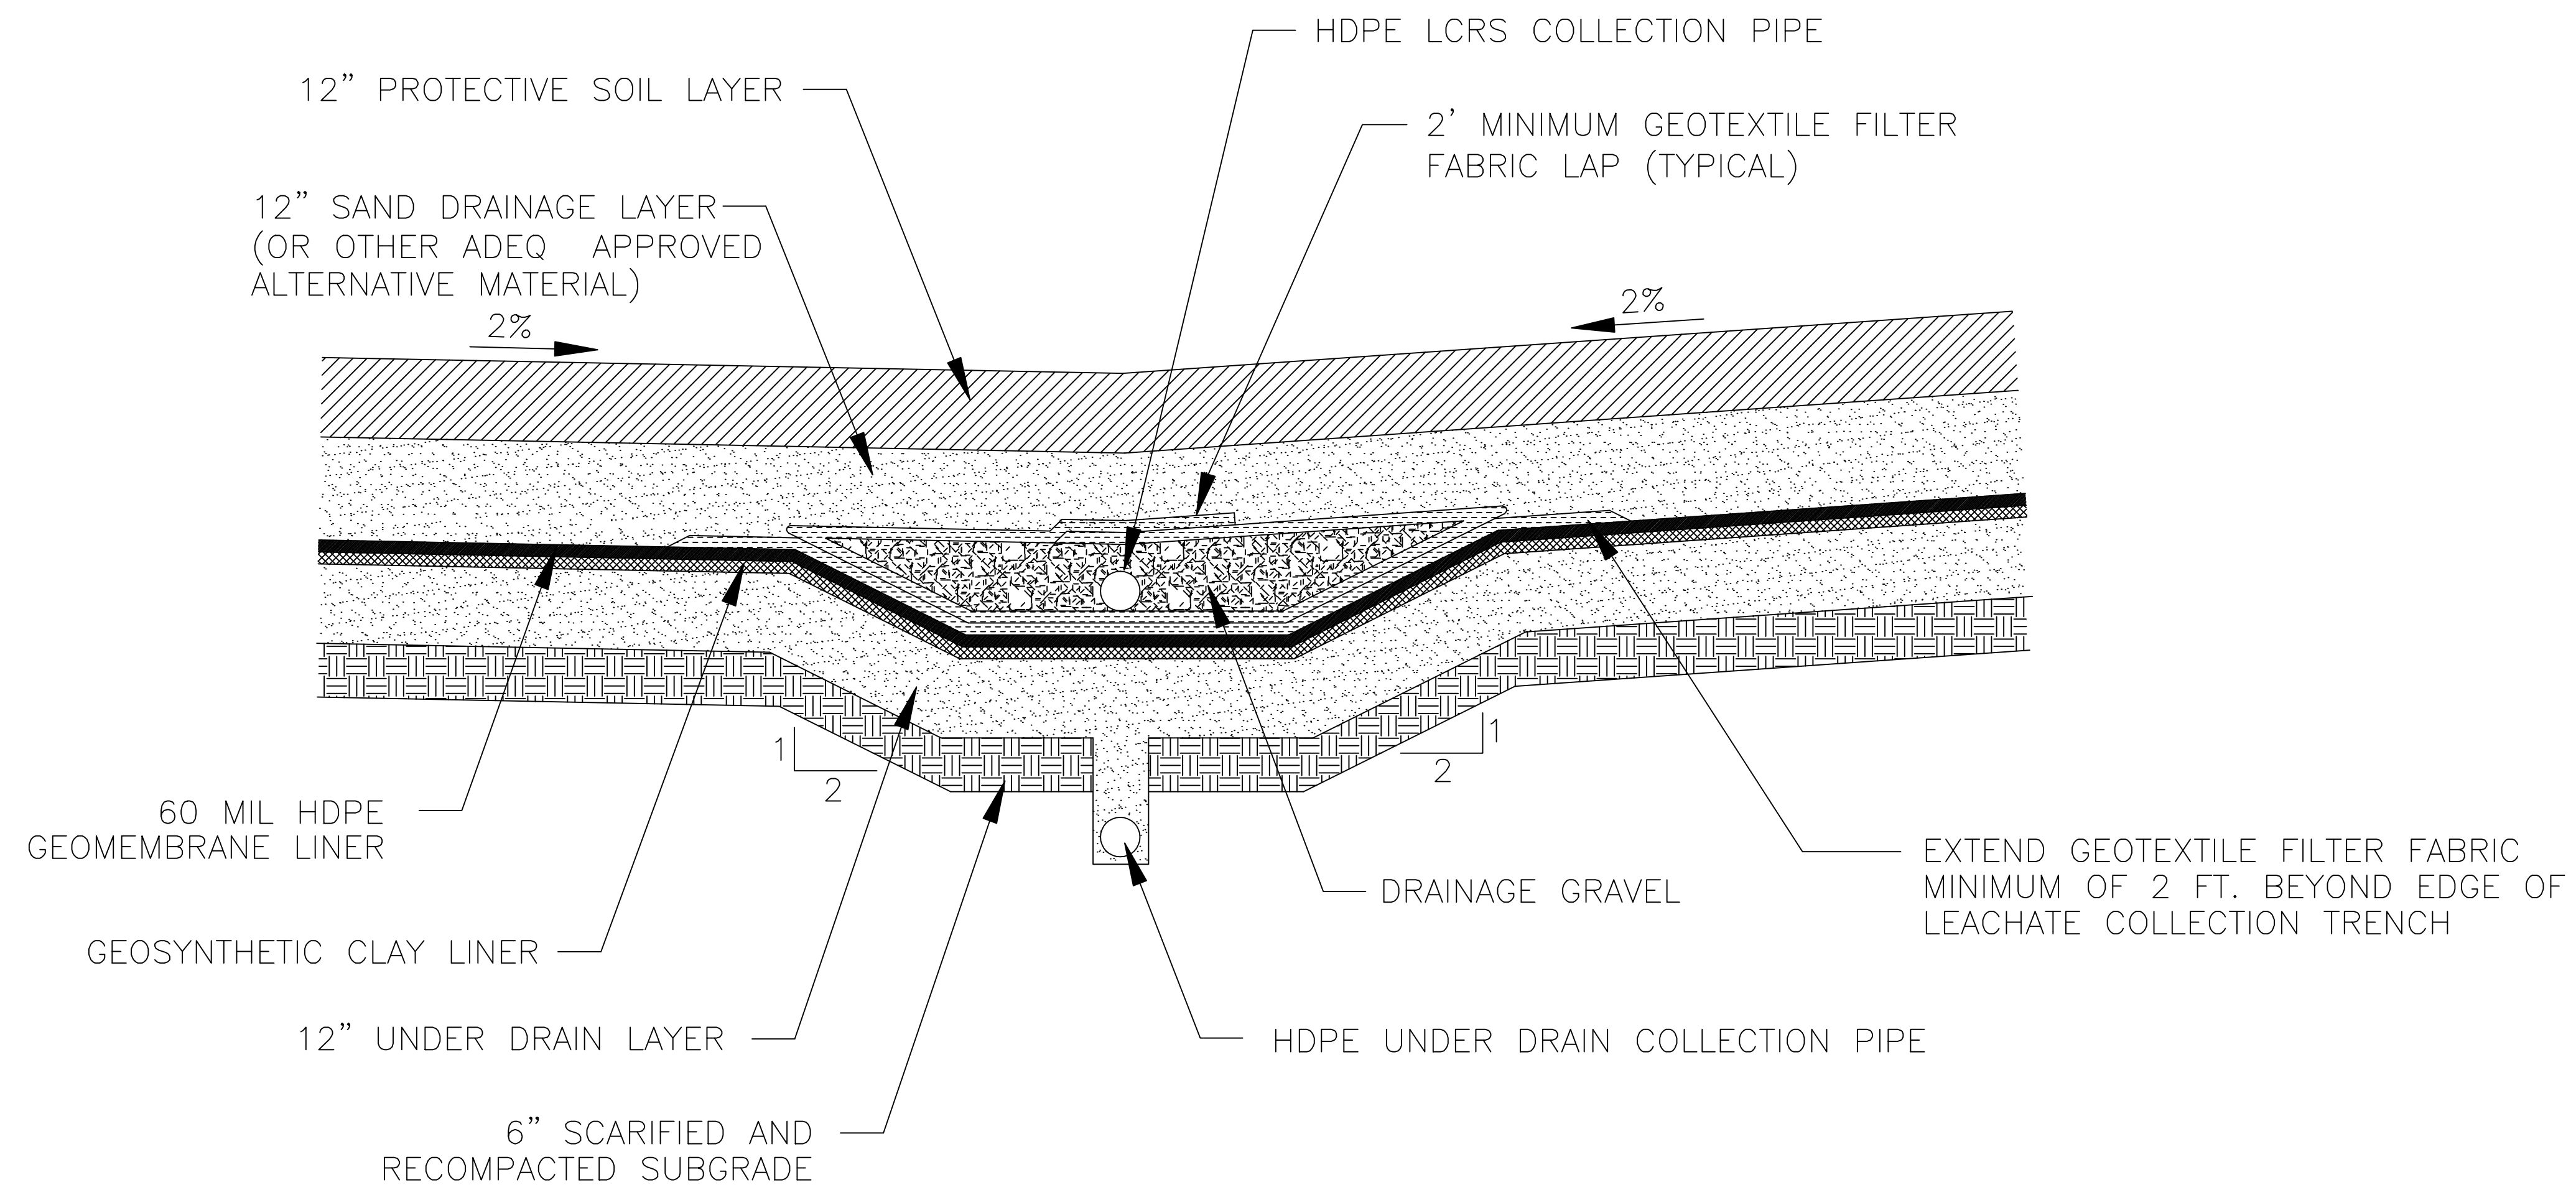 HDPE LCRS COLLECTION PIPE
12” PROTECTIVE SOIL LAYER
2’ MINIMUM GEOTEXTILE FILTER
FABRIC LAP (TYPICAL)
12” SAND DRAINAGE LAYER
(OR OTHER ADEQ APPROVED
ALTERNATIVE MATERIAL)
2%
2%
1
2
1
2
60 MIL HDPE
GEOMEMBRANE LINER
EXTEND GEOTEXTILE FILTER FABRIC
MINIMUM OF 2 FT. BEYOND EDGE OF
LEACHATE COLLECTION TRENCH
DRAINAGE GRAVEL
GEOSYNTHETIC CLAY LINER
12” UNDER DRAIN LAYER
HDPE UNDER DRAIN COLLECTION PIPE
6” SCARIFIED AND
RECOMPACTED SUBGRADE